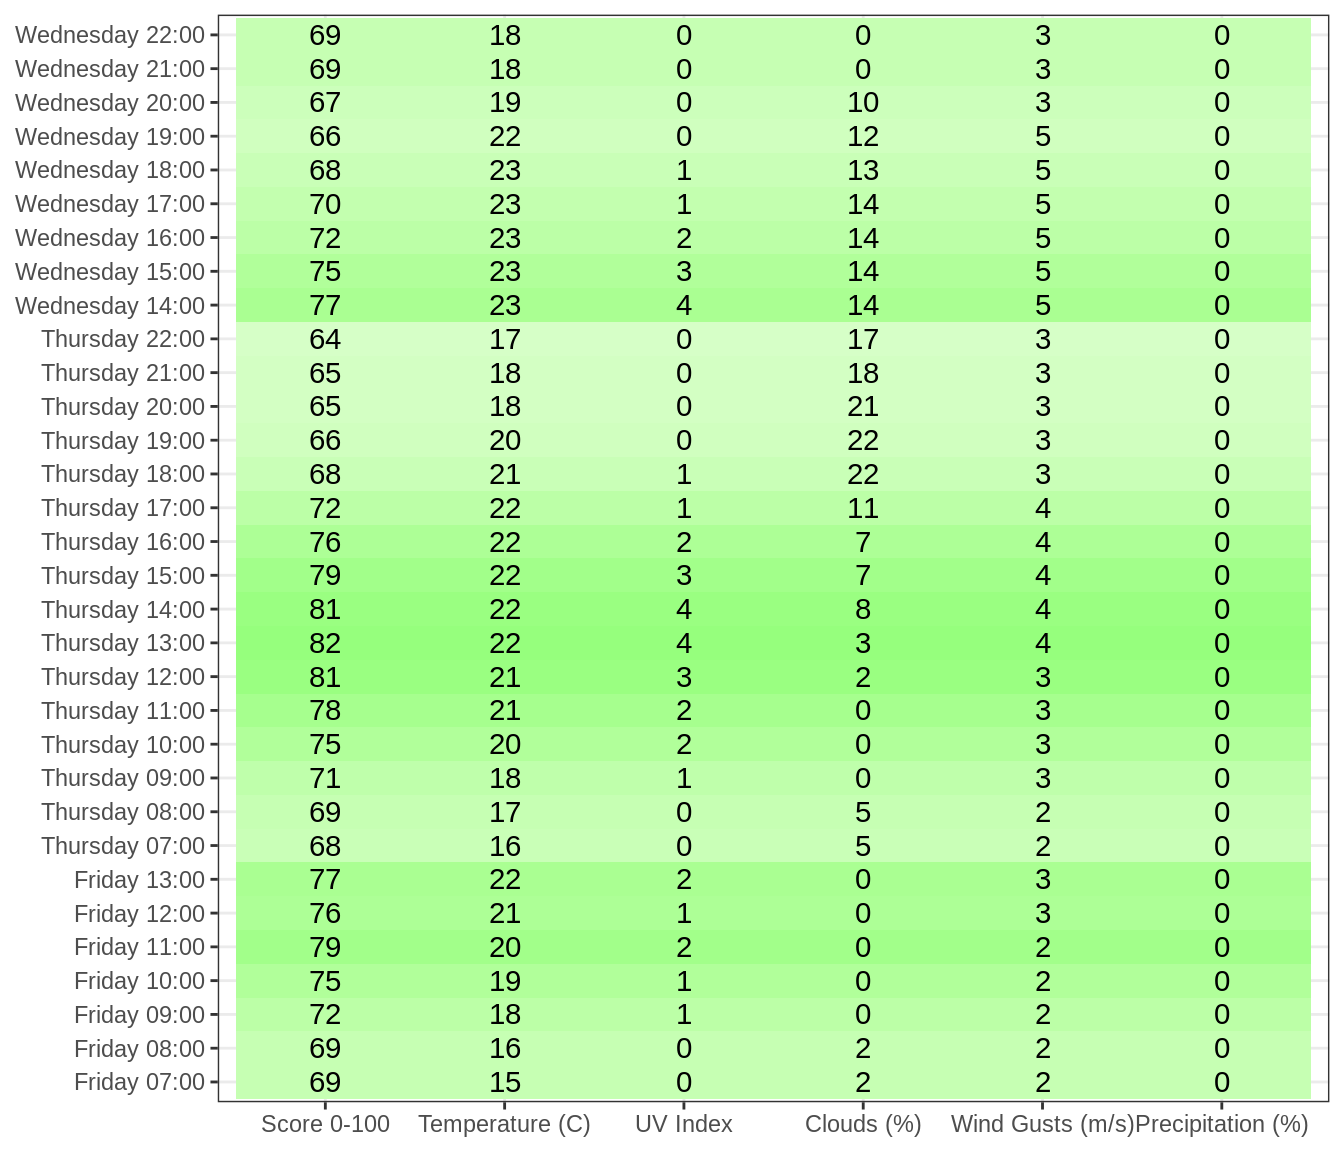 Wednesday 22:00 69 18 0 0 3 0
Wednesday 21:00 69 18 0 0 3 0
Wednesday 20:00 67 19 0 10 3 0
Wednesday 19:00 66 22 0 12 5 0
Wednesday 18:00 68 23 1 13 5 0
Wednesday 17:00 70 23 1 14 5 0
Wednesday 16:00 72 23 2 14 5 0
Wednesday 15:00 75 23 3 14 5 0
Wednesday 14:00 77 23 4 14 5 0
Thursday 22:00 64 17 0 17 3 0
Thursday 21:00 65 18 0 18 3 0
Thursday 20:00 65 18 0 21 3 0
Thursday 19:00 66 20 0 22 3 0
Thursday 18:00 68 21 1 22 3 0
Thursday 17:00 72 22 1 11 4 0
Thursday 16:00 76 22 2 7 4 0
Thursday 15:00 79 22 3 7 4 0
Thursday 14:00 81 22 4 8 4 0
Thursday 13:00 82 22 4 3 4 0
Thursday 12:00 81 21 3 2 3 0
Thursday 11:00 78 21 2 0 3 0
Thursday 10:00 75 20 2 0 3 0
Thursday 09:00 71 18 1 0 3 0
Thursday 08:00 69 17 0 5 2 0
Thursday 07:00 68 16 0 5 2 0
Friday 13:00 77 22 2 0 3 0
Friday 12:00 76 21 1 0 3 0
Friday 11:00 79 20 2 0 2 0
Friday 10:00 75 19 1 0 2 0
Friday 09:00 72 18 1 0 2 0
Friday 08:00 69 16 0 2 2 0
Friday 07:00 69 15 0 2 2 0
Score 0-100 Temperature (C) UV Index Clouds (%) Wind Gusts (m/s) Precipitation (%)